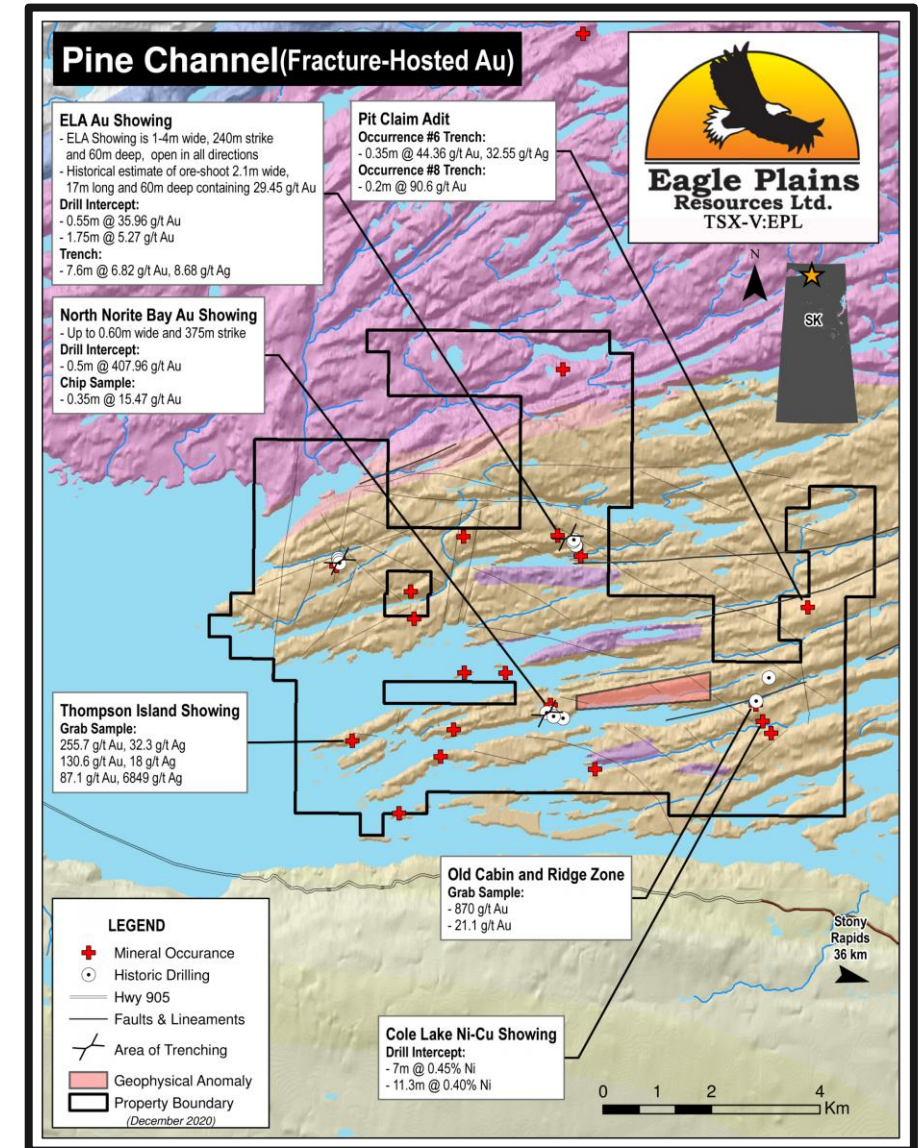 Pine Channel(Fracture-Hosted Au)
ELA Au Showing
- ELA Showing is 1-4m wide, 240m strike
and 60m deep, open in all directions
- Historical estimate of ore-shoot 2.1m wide,
17m long and 60m deep containing 29.45 g/t Au
Drill Intercept:
- 0.55m @ 35.96 g/t Au
- 1.75m @ 5.27 g/t Au
Trench:
- 7.6m @ 6.82 g/t Au, 8.68 g/t Ag
Pit Claim Adit
Occurrence #6 Trench:
- 0.35m @ 44.36 g/t Au, 32.55 g/t Ag
Occurrence #8 Trench:
- 0.2m @ 90.6 g/t Au
Eagle Plains
Resources Ltd.
TSX-V:EPL
N
SK
North Norite Bay Au Showing
- Up to 0.60m wide and 375m strike
Drill Intercept:
- 0.5m @ 407.96 g/t Au
Chip Sample:
- 0.35m @ 15.47 g/t Au
Thompson Island Showing
Grab Sample:
255.7 g/t Au, 32.3 g/t Ag
130.6 g/t Au, 18 g/t Ag
87.1 g/t Au, 6849 g/t Ag
Old Cabin and Ridge Zone
Grab Sample:
- 870 g/t Au
- 21.1 g/t Au
Stony
Rapids
36 km
Cole Lake Ni-Cu Showing
Drill Intercept:
- 7m @ 0.45% Ni
- 11.3m @ 0.40% Ni
LEGEND
Mineral Occurance
Historic Drilling
Hwy 905
Faults & Lineaments
Area of Trenching
Geophysical Anomaly
Property Boundary
(December 2020)
0 1 2 4
Km